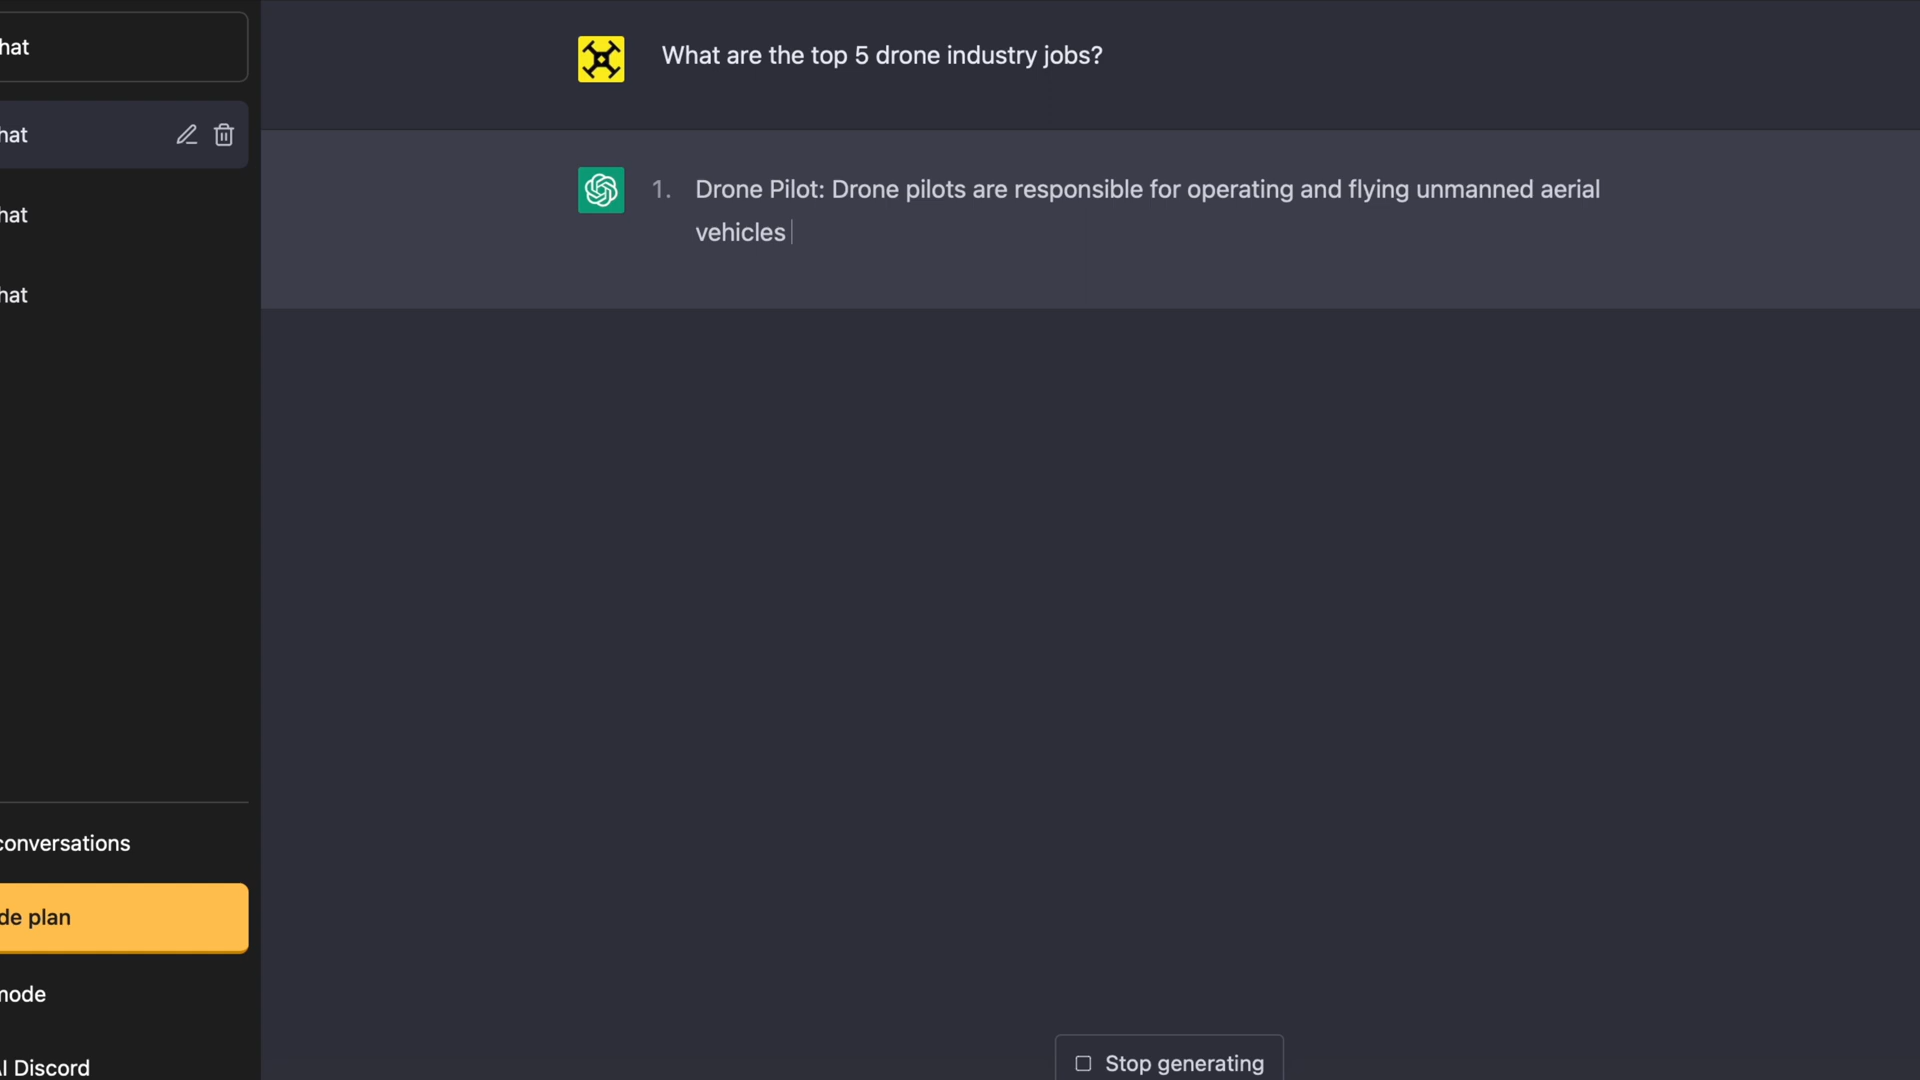 hat
What are the top 5 drone industry jobs?
hat
1. Drone Pilot: Drone pilots are responsible for operating and flying unmanned aerial
vehicles
hat
hat
conversations
de plan
mode
I Discord
Stop generating